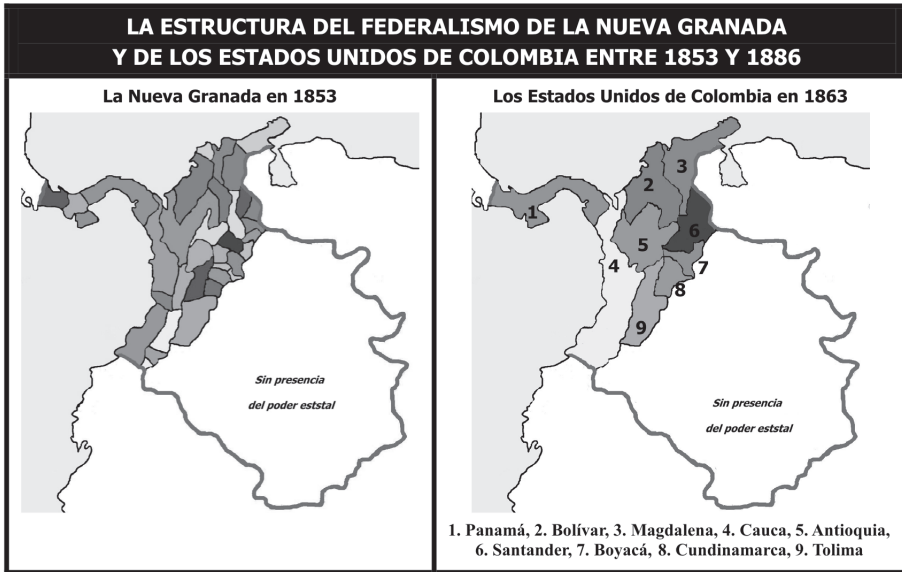 LA ESTRUCTURA DEL FEDERALISMO DE LA NUEVA GRANADA
Y DE LOS ESTADOS UNIDOS DE COLOMBIA ENTRE 1853 Y 1886
La Nueva Granada en 1853
Sin presencia
del poder eststal
Los Estados Unidos de Colombia en 1863
1
2
3
4
5
6
7
8
9
Sin presencia
del poder eststal
1. Panamá, 2. Bolívar, 3. Magdalena, 4. Cauca, 5. Antioquia,
6. Santander, 7. Boyacá, 8. Cundinamarca, 9. Tolima